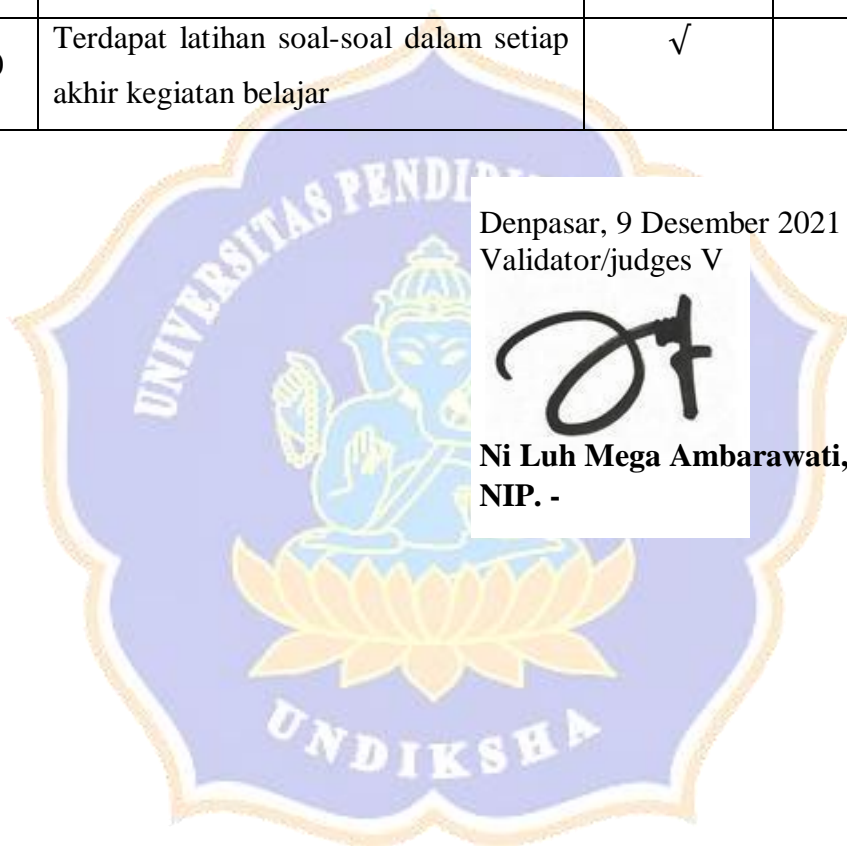 Terdapat latihan soal-soal dalam setiap √
akhir kegiatan belajar
UNIVERSITAS PENDIDI
Denpasar, 9 Desember 2021
Validator/judges V
Ni Luh Mega Ambarawati,
NIP. -
UNDIKSHA